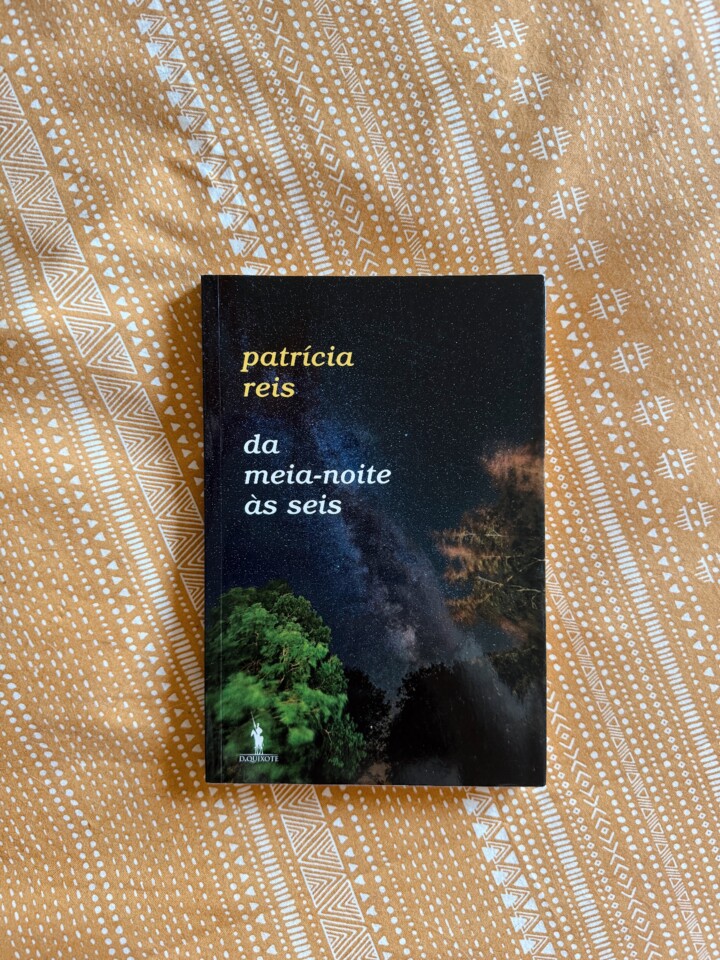 patrícia
reis
da
meia-noite
às seis
D.QUIXOTE